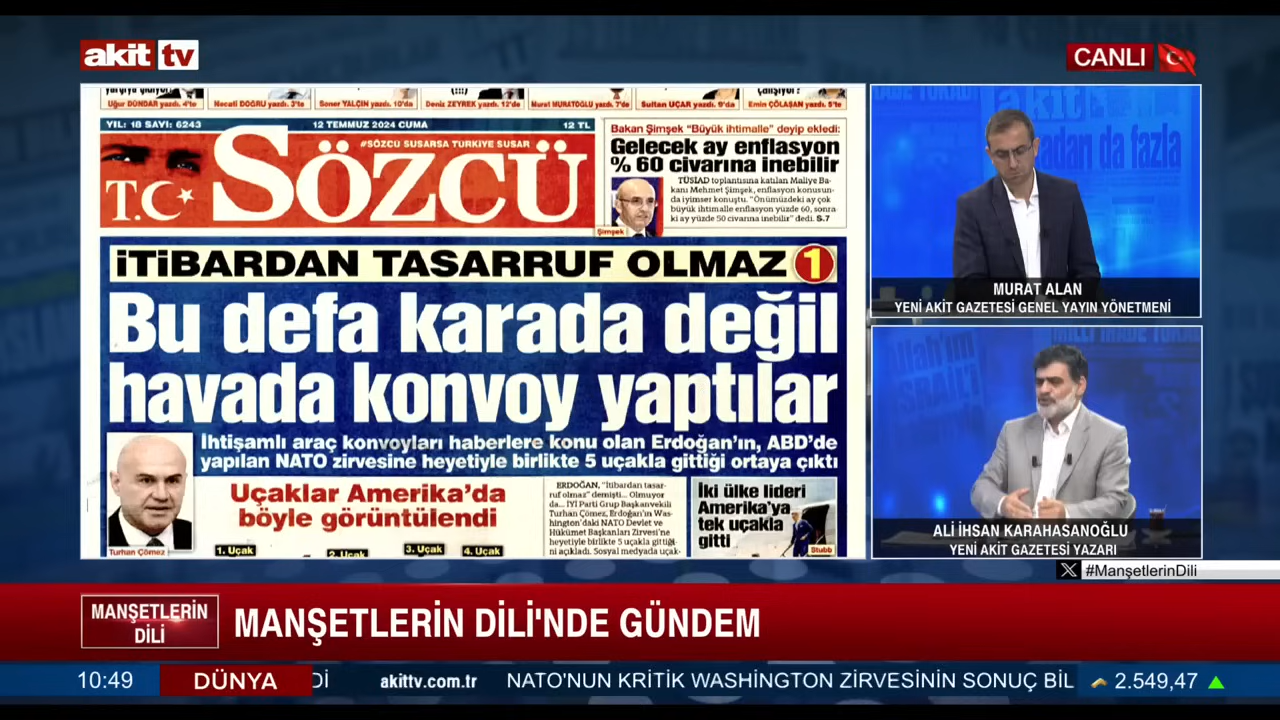 akit tv
CANLI
Uğur DÜNDAR yazdı. 4'te
Necati DOĞRU yazdı. 3'te
Soner YALÇIN yazdı. 10'da
Deniz ZEYREK yazdı. 12'de
Murat MURATOĞLU yazdı. 7'de
Sultan UÇAR yazdı. 9'da
Emin ÇÖLAŞAN yazdı. 5'te
YIL: 18 SAYI: 6243
12 TEMMUZ 2024 CUMA
12 TL
#SÖZCÜ SUSARSA TÜRKİYE SUSAR
T.C
SÖZCÜ
Bakan Şimşek "Büyük ihtimalle" deyip ekledi:
Gelecek ay enflasyon
% 60 civarına inebilir
TÜSİAD toplantısına katılan Maliye Ba-
kanı Mehmet Şimşek, enflasyon konusun-
da iyimser konuştu. "Önümüzdeki ay çok
büyük ihtimalle enflasyon yüzde 60, sonra-
ki ay yüzde 50 civarına inebilir" dedi. S.7
Şimşek
İTİBARDAN TASARRUF OLMAZ 1
Bu defa karada değil
havada konvoy yaptılar
İhtişamlı araç konvoyları haberlere konu olan Erdoğan'ın, ABD'de
yapılan NATO zirvesine heyetiyle birlikte 5 uçakla gittiği ortaya çıktı
Turhan Çömez
Uçaklar Amerika'da
böyle görüntülendi
1. Uçak
2. Uçak
3. Uçak
4. Uçak
ERDOĞAN, "İtibardan tasar-
ruf olmaz" demişti... Olmuyor
da... İYİ Parti Grup Başkanvekili
Turhan Çömez, Erdoğan'ın Was-
hington'daki NATO Devlet ve
Hükümet Başkanları Zirvesi'ne
heyetiyle birlikte 5 uçakla gittiği-
ni açıkladı. Sosyal medyada uçak-
İki ülke lideri
Amerika'ya
tek uçakla
gitti
Stubb
akit
kadarı da fazla
MURAT ALAN
YENİ AKİT GAZETESİ GENEL YAYIN YÖNETMENİ
ALİ İHSAN KARAHASANOĞLU
YENİ AKİT GAZETESİ YAZARI
X #ManşetlerinDili
MANŞETLERİN
DİLİ
MANŞETLERİN DİLİ'NDE GÜNDEM
10:49
DÜNYA
Dİ
akittv.com.tr
NATO'NUN KRİTİK WASHINGTON ZİRVESİNİN SONUÇ BİL
2.549,47